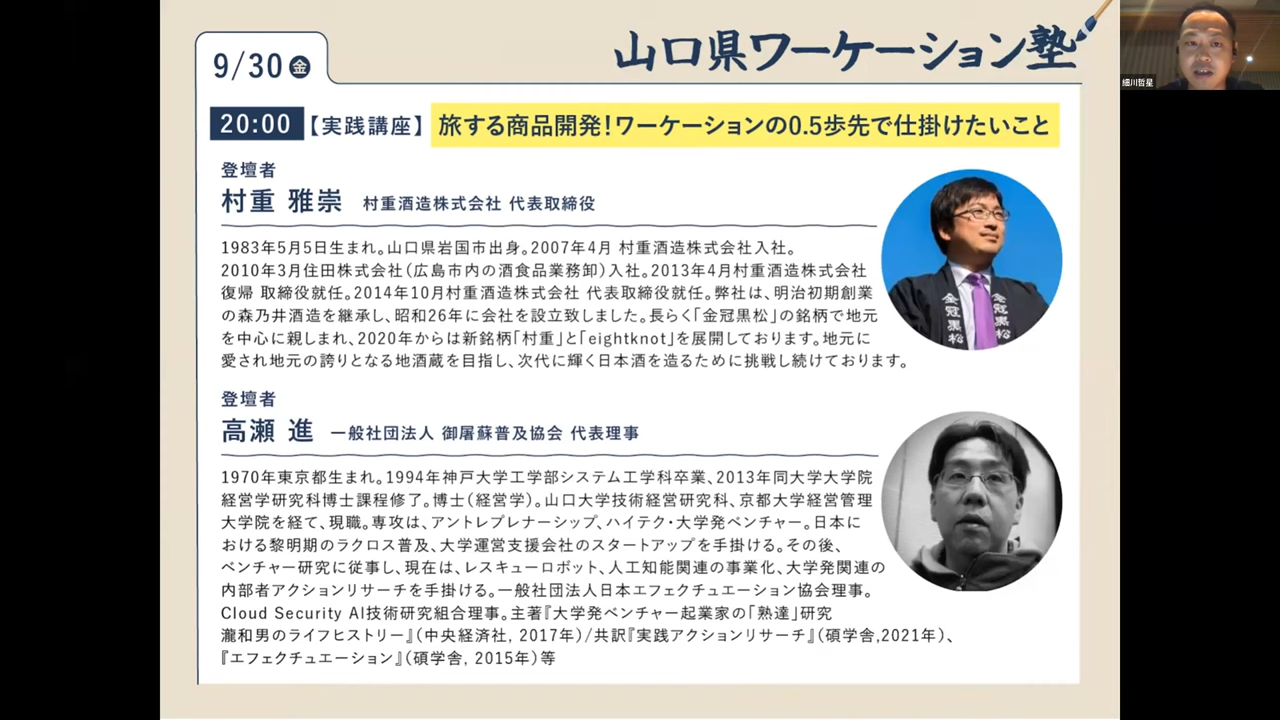 山口県ワーケーション塾
9/30 金
20:00 【実践講座】 旅する商品開発!ワーケーションの0.5歩先で仕掛けたいこと
登壇者
村重 雅崇 村重酒造株式会社 代表取締役
1983年5月5日生まれ。山口県岩国市出身。2007年4月 村重酒造株式会社入社。
2010年3月住田株式会社(広島市内の酒食品業務卸)入社。2013年4月村重酒造株式会社
復帰 取締役就任。2014年10月村重酒造株式会社 代表取締役就任。弊社は、明治初期創業
の森乃井酒造を継承し、昭和26年に会社を設立致しました。長らく「金冠黒松」の銘柄で地元
を中心に親しまれ、2020年からは新銘柄「村重」と「eightknot」を展開しております。地元に
愛され地元の誇りとなる地酒蔵を目指し、次代に輝く日本酒を造るために挑戦し続けております。
金冠黒松
金冠黒松
登壇者
高瀬 進 一般社団法人 御屠蘇普及協会 代表理事
1970年東京都生まれ。1994年神戸大学工学部システム工学科卒業、2013年同大学大学院
経営学研究科博士課程修了。博士(経営学)。山口大学技術経営研究科、京都大学経営管理
大学院を経て、現職。専攻は、アントレプレナーシップ、ハイテク・大学発ベンチャー。日本に
おける黎明期のラクロス普及、大学運営支援会社のスタートアップを手掛ける。その後、
ベンチャー研究に従事し、現在は、レスキューロボット、人工知能関連の事業化、大学発関連の
内部者アクションリサーチを手掛ける。一般社団法人日本エフェクチュエーション協会理事。
Cloud Security AI技術研究組合理事。主著『大学発ベンチャー起業家の「熟達」研究
瀧和男のライフヒストリー』(中央経済社, 2017年)/共訳『実践アクションリサーチ』(碩学舎,2021年)、
『エフェクチュエーション』(碩学舎, 2015年)等
細川哲星